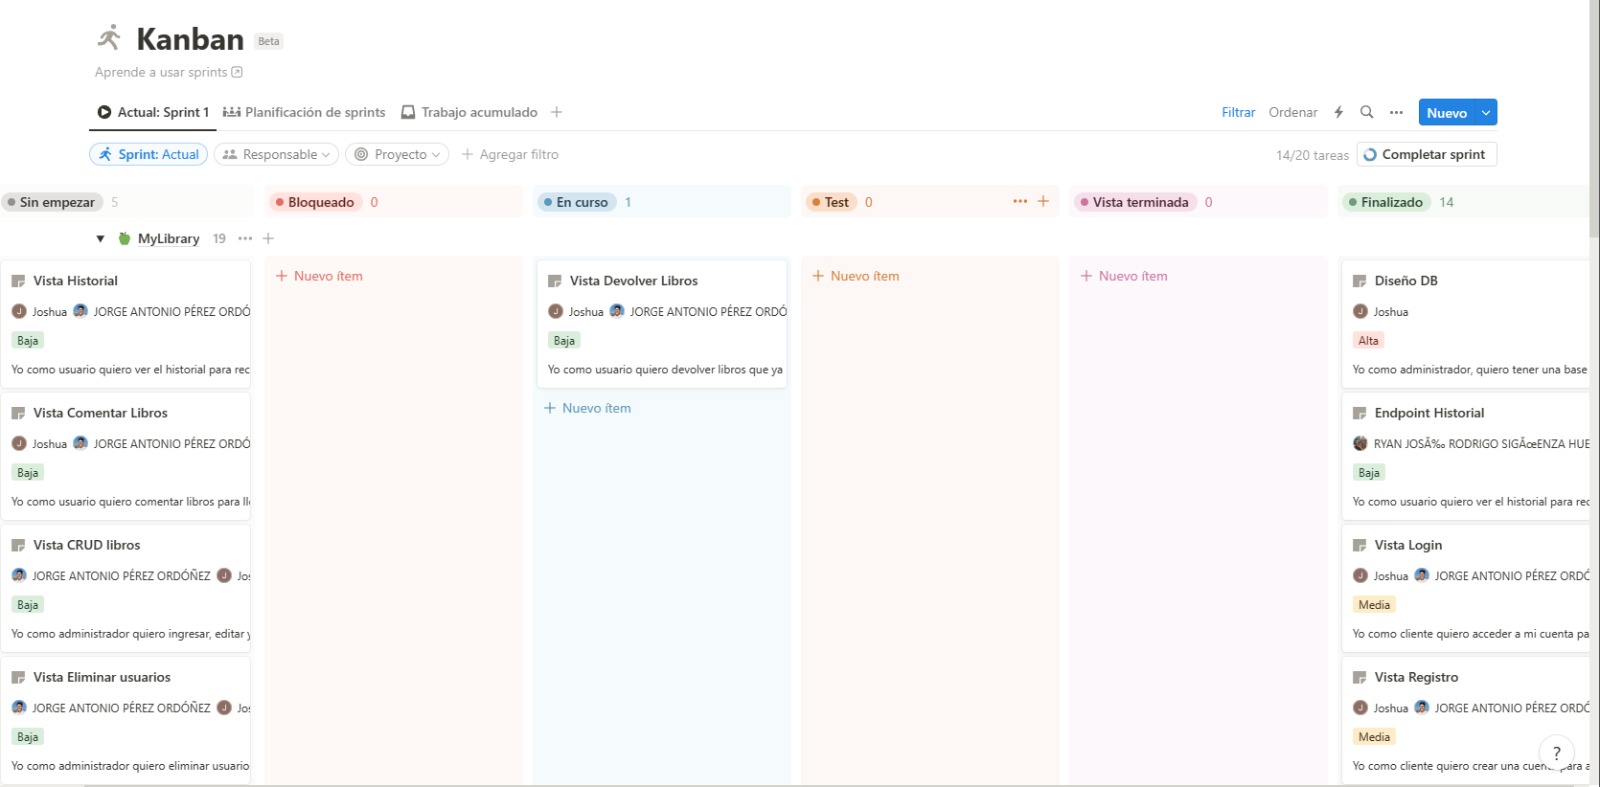 Kanban Beta
Aprende a usar sprints
Actual: Sprint 1 Planificación de sprints Trabajo acumulado
Filtrar Ordenar Nuevo
Sprint: Actual Responsable Proyecto + Agregar filtro
14/20 tareas Completar sprint
Sin empezar 5 Bloqueado 0 En curso 1 Test 0 ... + Vista terminada 0 Finalizado 14
MyLibrary 19 ... +
Vista Historial
Joshua JORGE ANTONIO PÉREZ ORDÓ
Baja
Yo como usuario quiero ver el historial para rec
Vista Comentar Libros
Joshua JORGE ANTONIO PÉREZ ORDÓ
Baja
Yo como usuario quiero comentar libros para ll
Vista CRUD libros
JORGE ANTONIO PÉREZ ORDÓÑEZ J Jos
Baja
Yo como administrador quiero ingresar, editar y
Vista Eliminar usuarios
JORGE ANTONIO PÉREZ ORDÓÑEZ J Jos
Baja
Yo como administrador quiero eliminar usuario
+ Nuevo ítem
Vista Devolver Libros
J Joshua JORGE ANTONIO PÉREZ ORDÓ
Baja
Yo como usuario quiero devolver libros que ya
+ Nuevo ítem
+ Nuevo ítem
+ Nuevo ítem
Diseño DB
J Joshua
Alta
Yo como administrador, quiero tener una base
Endpoint Historial
RYAN JOSÃ‰ RODRIGO SIGÃœENZA HUE
Baja
Yo como usuario quiero ver el historial para rec
Vista Login
J Joshua JORGE ANTONIO PÉREZ ORDÓ
Media
Yo como cliente quiero acceder a mi cuenta pa
Vista Registro
J Joshua JORGE ANTONIO PÉREZ ORDÓ
Media
Yo como cliente quiero crear una cuenta para a
?